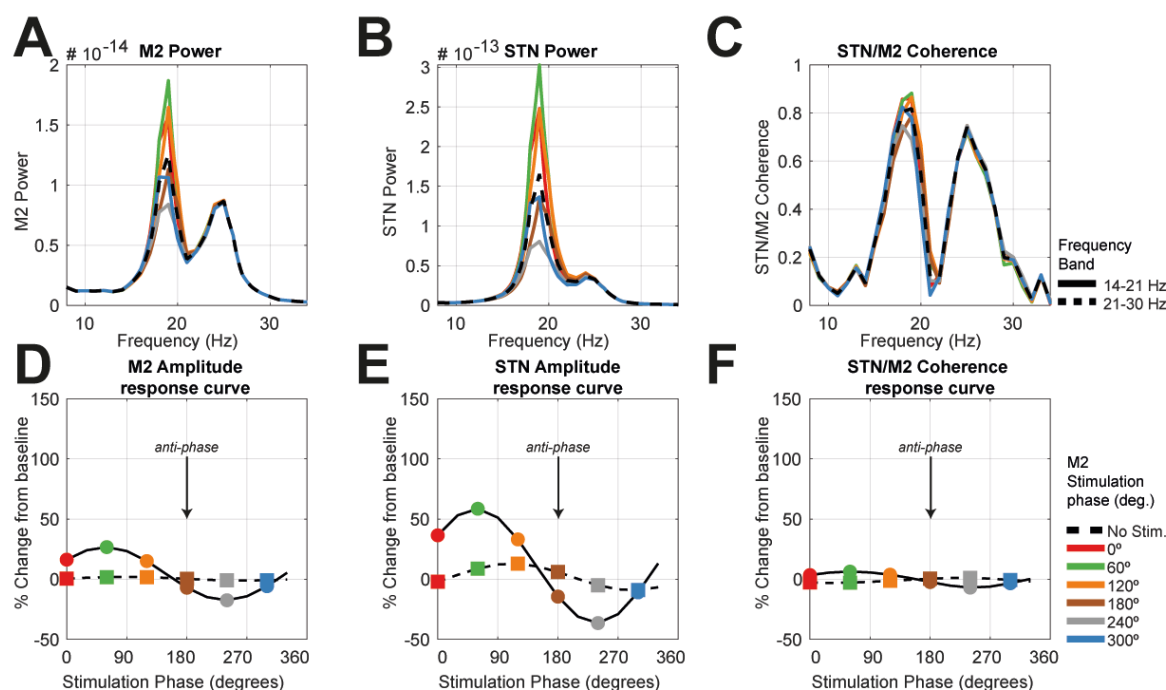 A
B
C
# 10-14
M2 Power
# 10-13
STN Power
STN/M2 Coherence
2
1.5
1
0.5
0
M2 Power
10
20
30
Frequency (Hz)
3
2.5
2
1.5
1
0.5
0
STN Power
10
20
30
Frequency (Hz)
1
0.8
0.6
0.4
0.2
0
STN/M2 Coherence
10
20
30
Frequency (Hz)
Frequency
Band
14-21 Hz
21-30 Hz
D
E
F
M2 Amplitude
response curve
150
100
50
0
-50
% Change from baseline
anti-phase
0
90
180
270
360
Stimulation Phase (degrees)
STN Amplitude
response curve
150
100
50
0
-50
% Change from baseline
anti-phase
0
90
180
270
360
Stimulation Phase (degrees)
STN/M2 Coherence
response curve
150
100
50
0
-50
% Change from baseline
anti-phase
0
90
180
270
360
Stimulation Phase (degrees)
M2
Stimulation
phase (deg.)
No Stim.
0º
60º
120º
180º
240º
300º